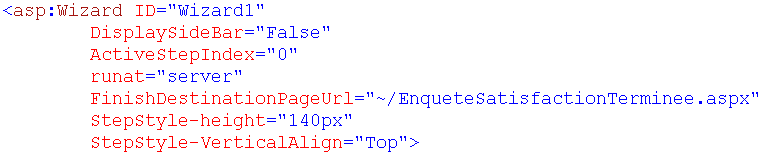 <asp:Wizard ID="Wizard1"
DisplaySideBar="False"
ActiveStepIndex="0"
runat="server"
FinishDestinationPageUrl="~/EnqueteSatisfactionTerminee.aspx"
StepStyle-height="140px"
StepStyle-VerticalAlign="Top">